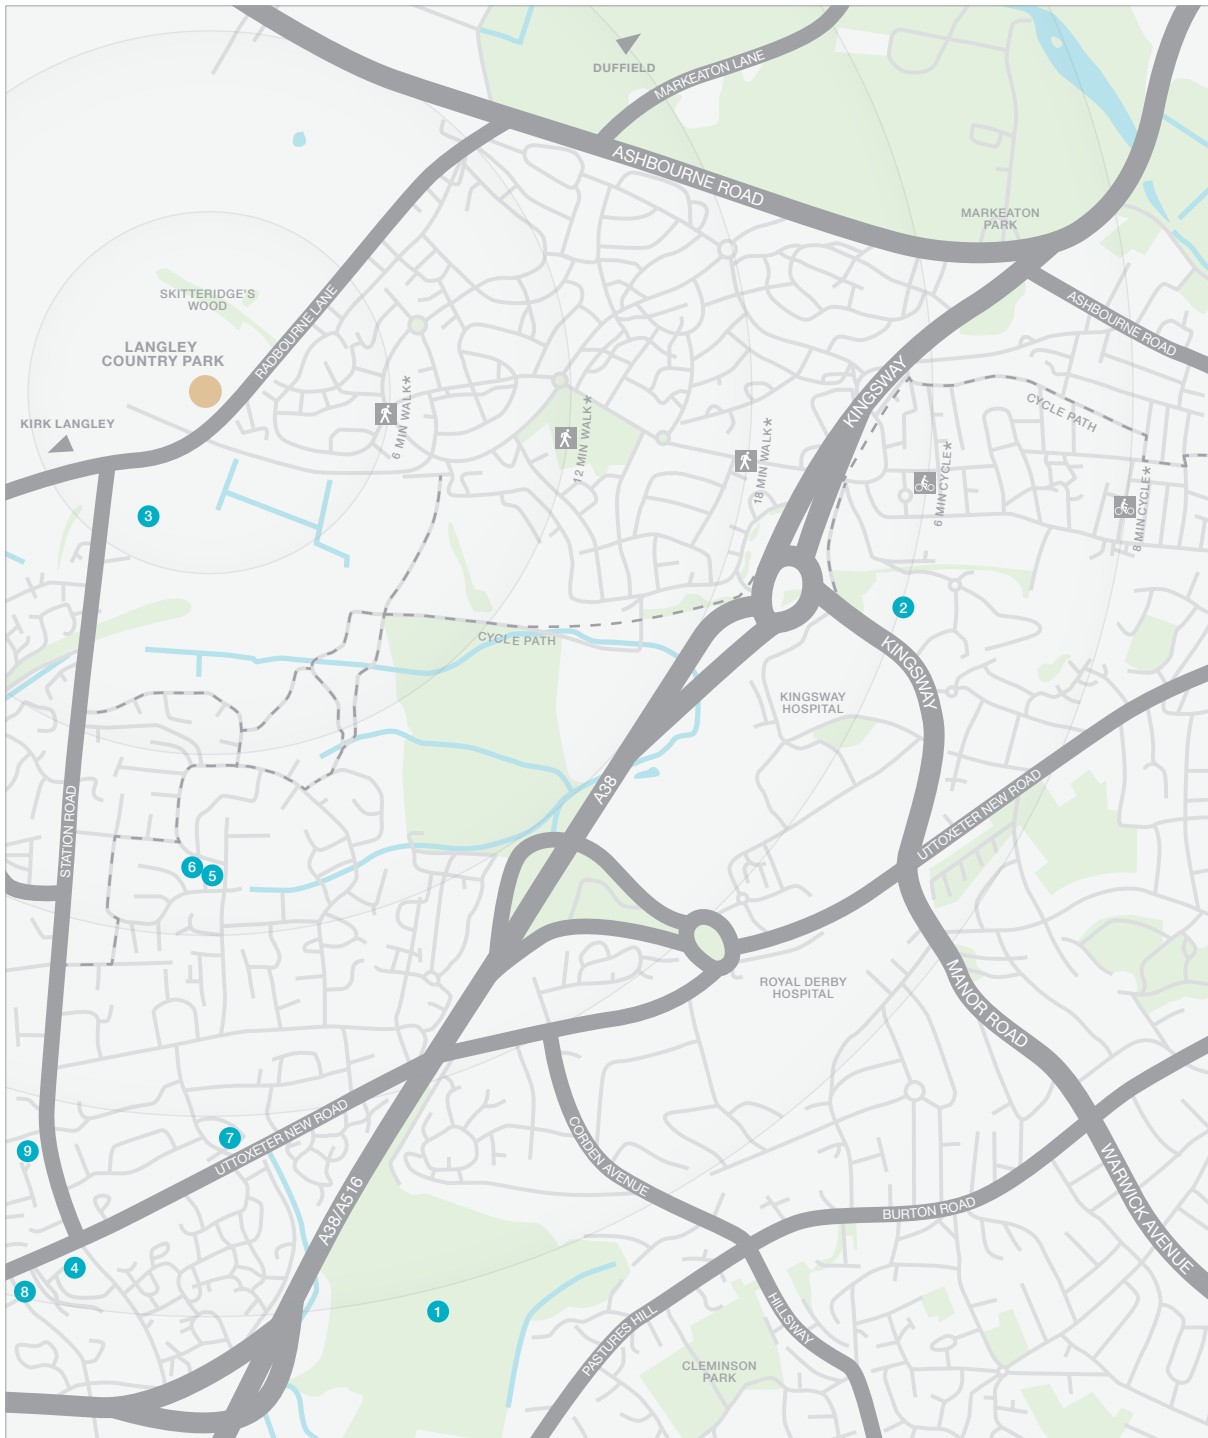 DUFFIELD
MARKEATON LANE
ASHBOURNE ROAD
MARKEATON
PARK
SKITTERIDGE'S
WOOD
RADBOURNE LANE
ASHBOURNE ROAD
LANGLEY
COUNTRY PARK
KINGSWAY
CYCLE PATH
KIRK LANGLEY
6 MIN WALK*
12 MIN WALK*
18 MIN WALK*
6 MIN CYCLE*
8 MIN CYCLE*
3
2
CYCLE PATH
KINGSWAY
KINGSWAY
HOSPITAL
A38
STATION ROAD
UTTOXETER NEW ROAD
6
5
ROYAL DERBY
HOSPITAL
MANOR ROAD
7
UTTOXETER NEW ROAD
9
CORDEN AVENUE
WARWICK AVENUE
A38/A516
BURTON ROAD
4
8
1
HILLSWAY
PASTURES HILL
CLEMINSON
PARK